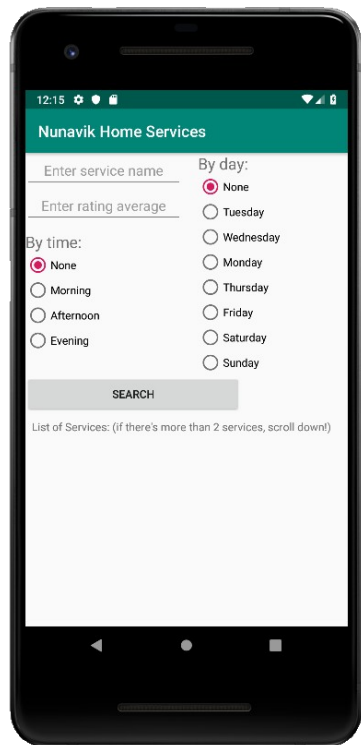 12:15
Nunavik Home Services
Enter service name
Enter rating average
By time:
None
Morning
Afternoon
Evening
By day:
None
Tuesday
Wednesday
Monday
Thursday
Friday
Saturday
Sunday
SEARCH
List of Services: (if there's more than 2 services, scroll down!)